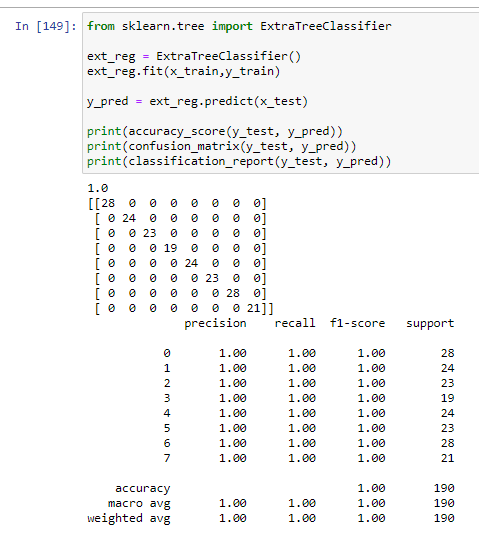 In [149]: from sklearn.tree import ExtraTreeClassifier
ext_reg = ExtraTreeClassifier()
ext_reg.fit(x_train,y_train)
y_pred = ext_reg.predict(x_test)
print(accuracy_score(y_test, y_pred))
print(confusion_matrix(y_test, y_pred))
print(classification_report(y_test, y_pred))
1.0
[[28 0 0 0 0 0 0 0]
[ 0 24 0 0 0 0 0 0]
[ 0 0 23 0 0 0 0 0]
[ 0 0 0 19 0 0 0 0]
[ 0 0 0 0 24 0 0 0]
[ 0 0 0 0 0 23 0 0]
[ 0 0 0 0 0 0 28 0]
[ 0 0 0 0 0 0 0 21]]
precision recall f1-score support
0 1.00 1.00 1.00 28
1 1.00 1.00 1.00 24
2 1.00 1.00 1.00 23
3 1.00 1.00 1.00 19
4 1.00 1.00 1.00 24
5 1.00 1.00 1.00 23
6 1.00 1.00 1.00 28
7 1.00 1.00 1.00 21
accuracy 1.00 190
macro avg 1.00 1.00 1.00 190
weighted avg 1.00 1.00 1.00 190